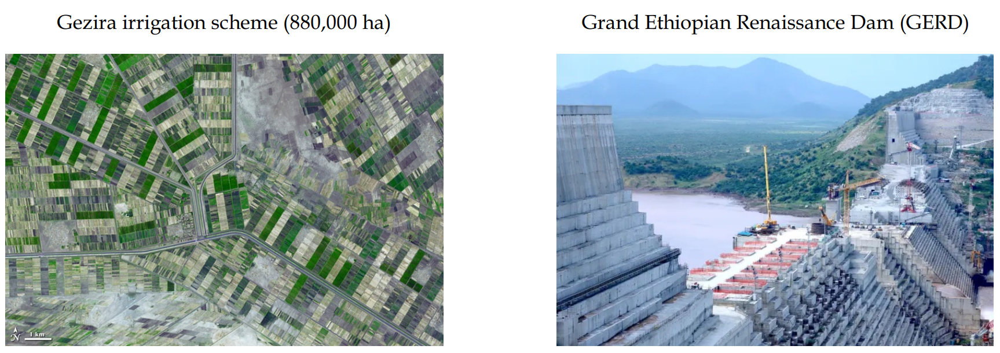 Gezira irrigation scheme (880,000 ha)
Grand Ethiopian Renaissance Dam (GERD)
N
1 km